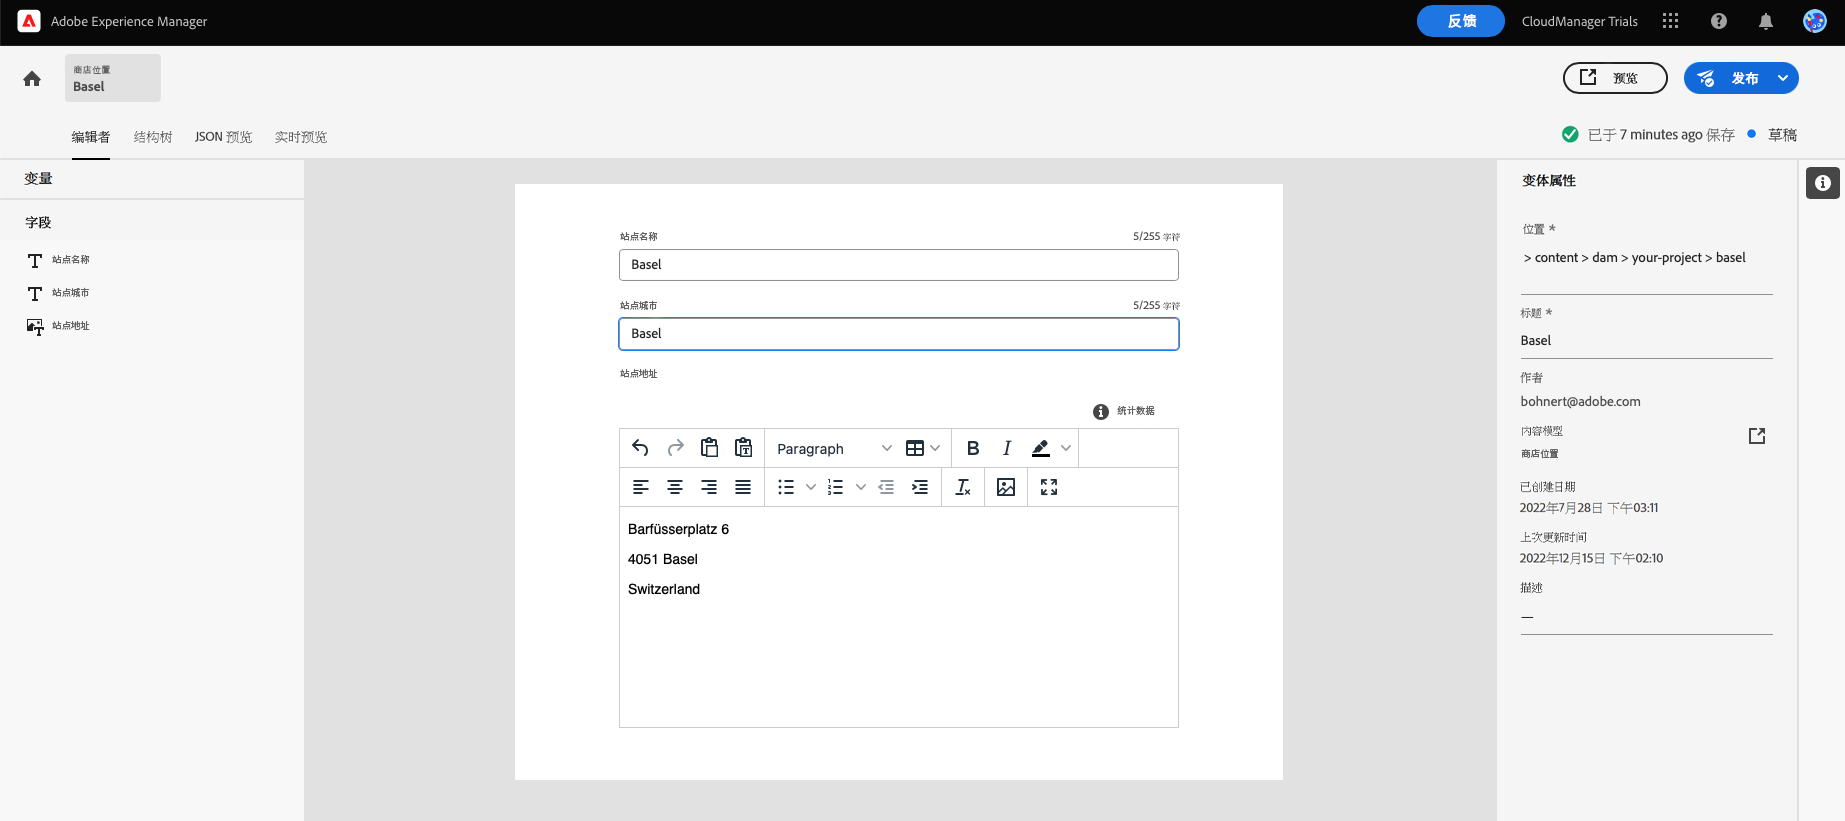 Adobe Experience Manager
反馈
CloudManager Trials
商店位置
Basel
预览
发布
编辑者
结构树
JSON 预览
实时预览
已于 7 minutes ago 保存
草稿
变量
字段
站点名称
站点城市
站点地址
站点名称
5/255 字符
Basel
站点城市
5/255 字符
Basel
站点地址
统计数据
Paragraph
Barfüsserplatz 6
4051 Basel
Switzerland
变体属性
位置 *
> content > dam > your-project > basel
标题 *
Basel
作者
bohnert@adobe.com
内容模型
商店位置
已创建日期
2022年7月28日 下午03:11
上次更新时间
2022年12月15日 下午02:10
描述
—